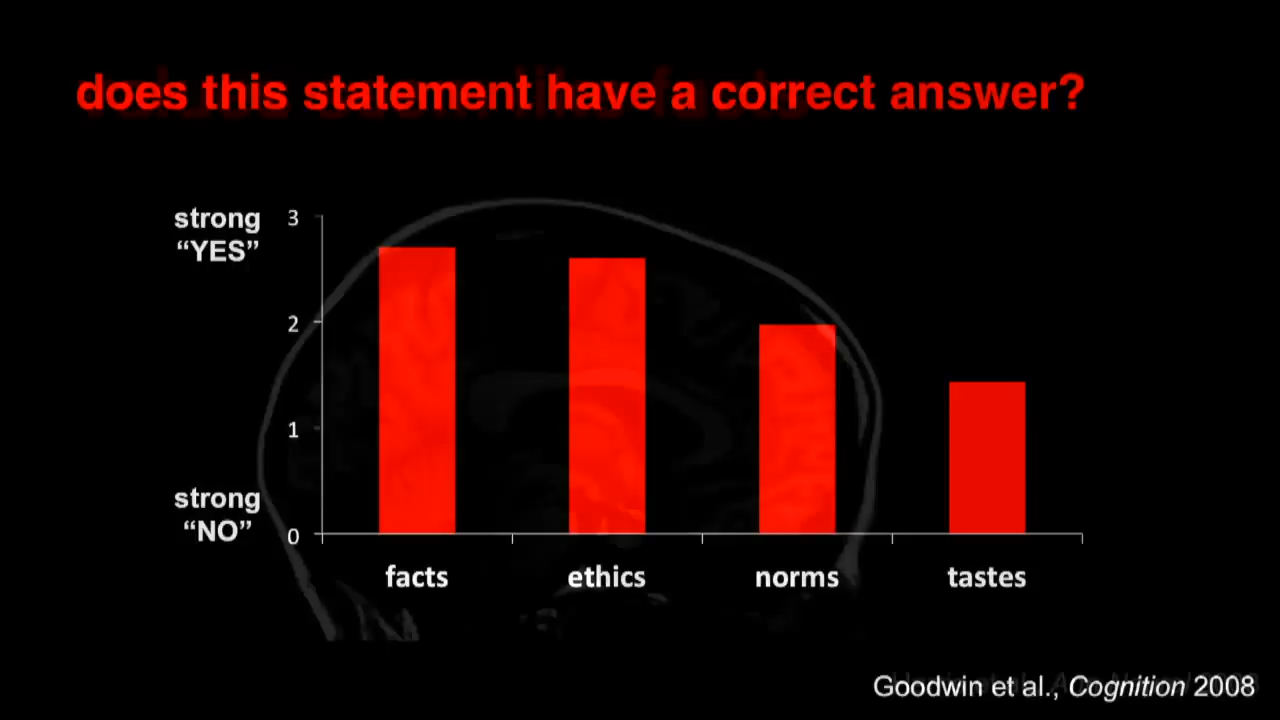 does this statement have a correct answer?
strong
“YES”
3
2
1
strong
“NO”
0
facts ethics norms tastes
Goodwin et al., Cognition 2008